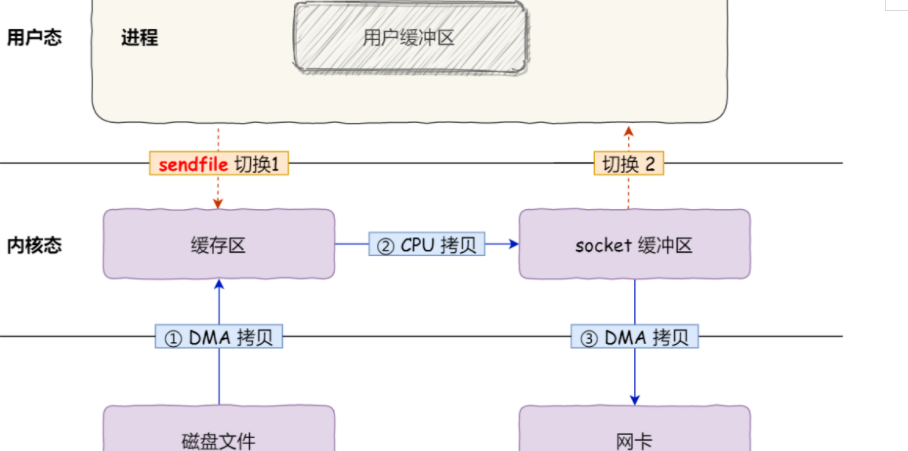 用户态
进程
用户缓冲区
sendfile 切换1
切换 2
内核态
缓存区
② CPU 拷贝
socket 缓冲区
① DMA 拷贝
③ DMA 拷贝
磁盘文件
网卡